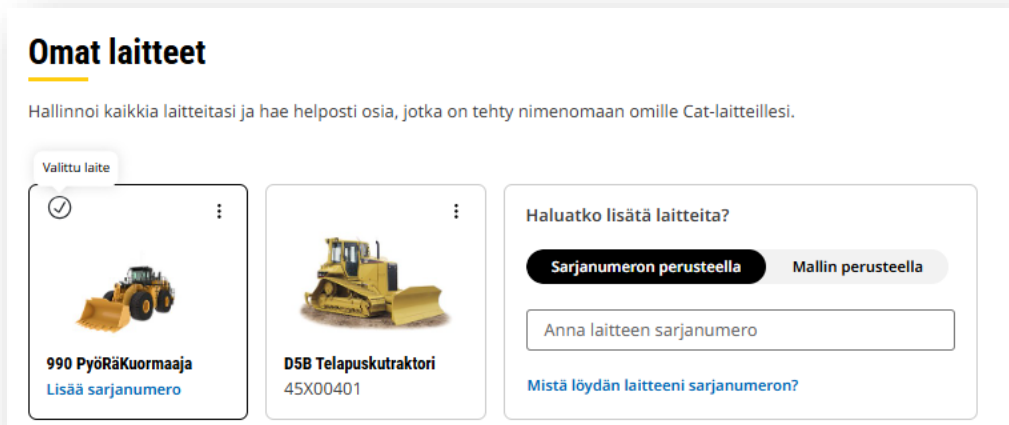 Omat laitteet
Hallinnoi kaikkia laitteitasi ja hae helposti osia, jotka on tehty nimenomaan omille Cat-laitteillesi.
Valittu laite
990 PyöRäKuormaaja
Lisää sarjanumero
D5B Telapuskutraktori
45X00401
Haluatko lisätä laitteita?
Sarjanumeron perusteella
Mallin perusteella
Anna laitteen sarjanumero
Mistä löydän laitteeni sarjanumeron?